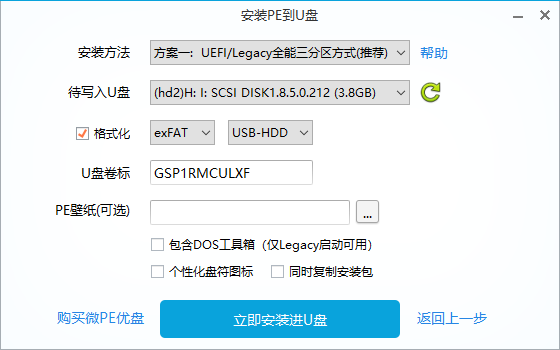 安装PE到U盘
安装方法 方案一：UEFI/Legacy全能三分区方式(推荐) 帮助
待写入U盘 (hd2)H: I: SCSI DISK1.8.5.0.212 (3.8GB)
格式化 exFAT USB-HDD
U盘卷标 GSP1RMCULXF
PE壁纸(可选) ...
包含DOS工具箱（仅Legacy启动可用）
个性化盘符图标 同时复制安装包
购买微PE优盘 立即安装进U盘 返回上一步